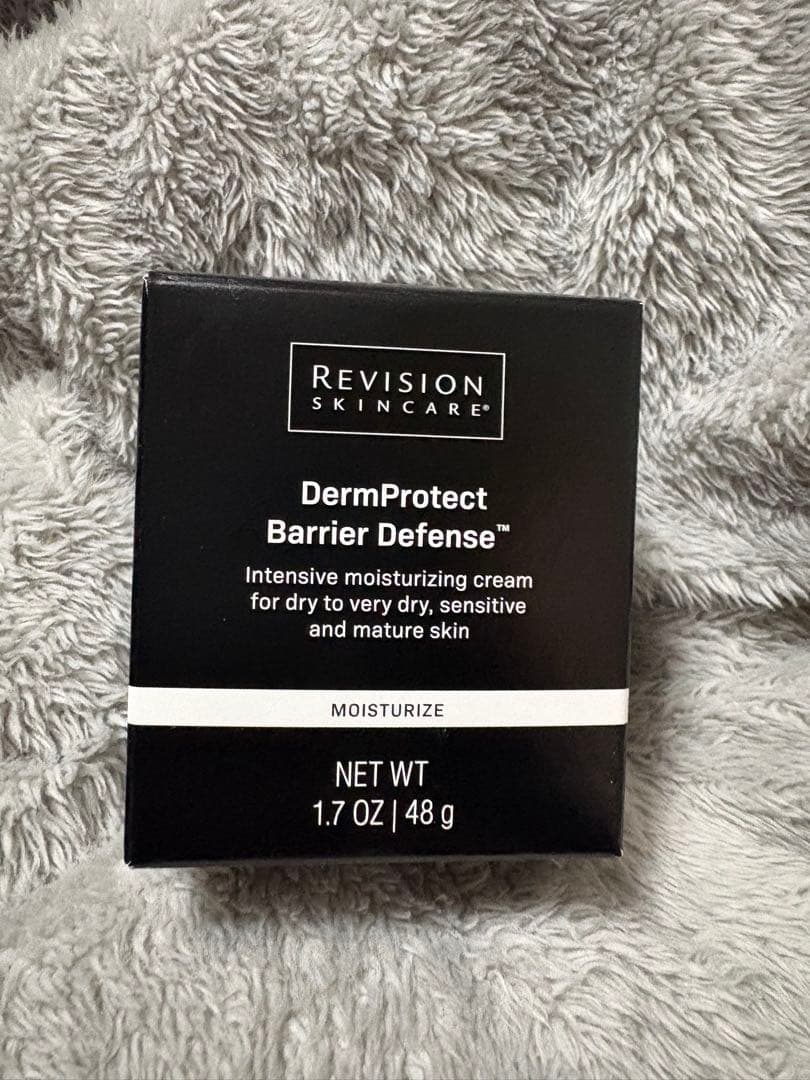 REVISION
SKINCARE®
DermProtect
Barrier Defense™
Intensive moisturizing cream
for dry to very dry, sensitive
and mature skin
MOISTURIZE
NET WT
1.7 OZ | 48 g